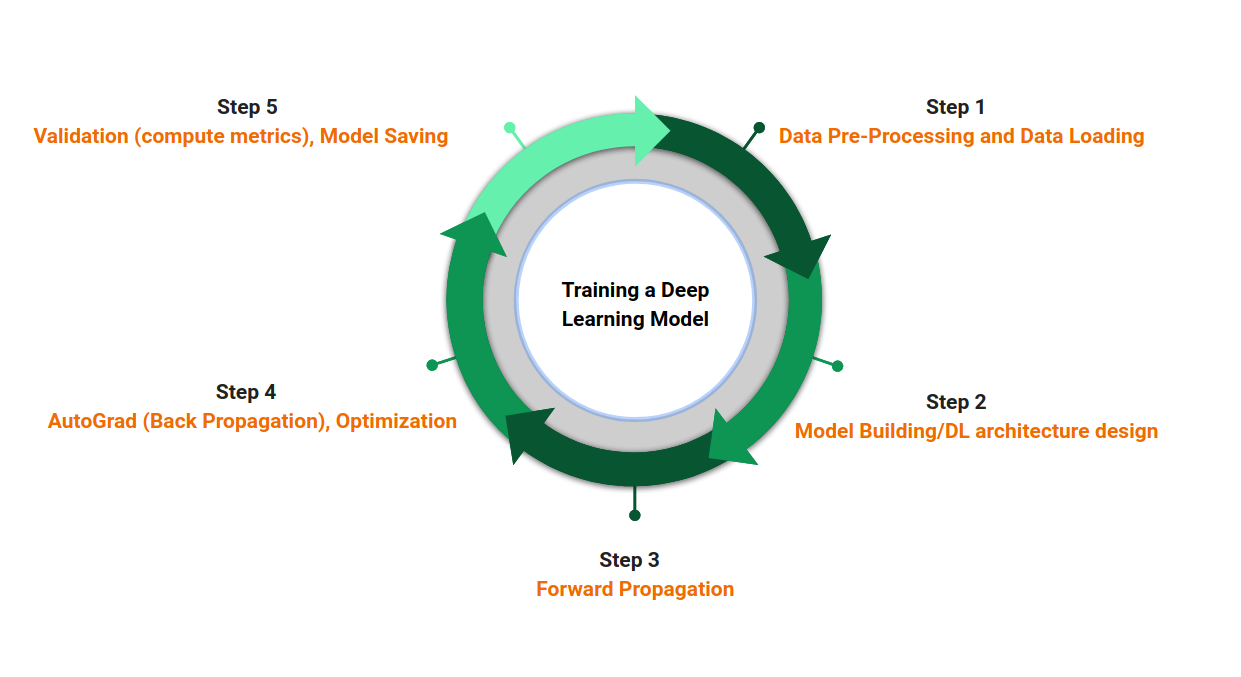 Step 1
Data Pre-Processing and Data Loading
Step 2
Model Building/DL architecture design
Step 3
Forward Propagation
Step 4
AutoGrad (Back Propagation), Optimization
Step 5
Validation (compute metrics), Model Saving
Training a Deep
Learning Model